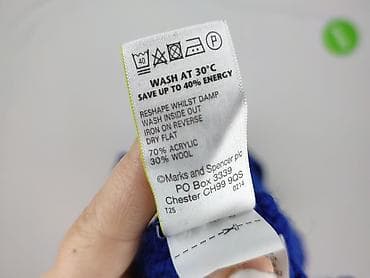 40 P
WASH AT 30°C
SAVE UP TO 40% ENERGY
RESHAPE WHILST DAMP
WASH INSIDE OUT
IRON ON REVERSE
DRY FLAT
70% ACRYLIC
30% WOOL
©Marks and Spencer plc
PO Box 3339
Chester CH99 9QS
T25 0214